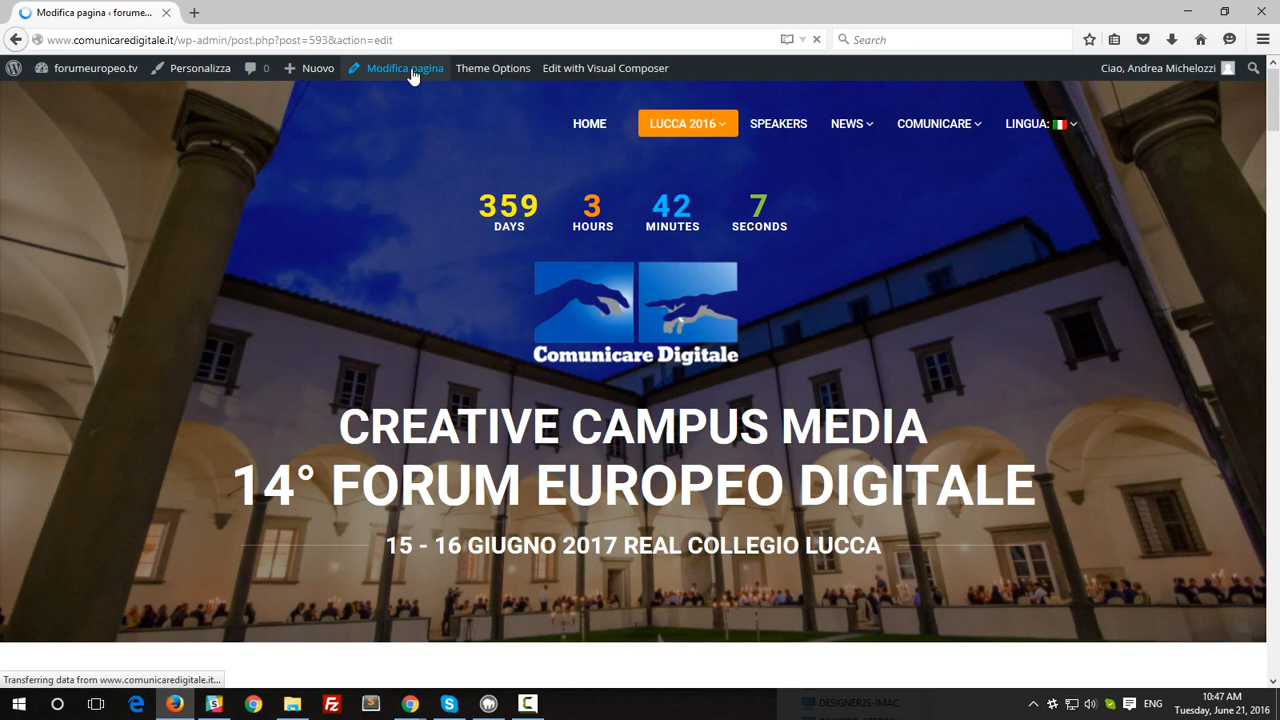 Modifica pagina ‹ forume...
www.comunicaredigitale.it/wp-admin/post.php?post=593&action=edit
Search
forumeuropeo.tv Personalizza 0 Nuovo Modifica pagina Theme Options Edit with Visual Composer Ciao, Andrea Michelozzi
HOME LUCCA 2016 SPEAKERS NEWS COMUNICARE LINGUA:
359 3 42 7
DAYS HOURS MINUTES SECONDS
Comunicare Digitale
CREATIVE CAMPUS MEDIA
14° FORUM EUROPEO DIGITALE
15 - 16 GIUGNO 2017 REAL COLLEGIO LUCCA
Transferring data from www.comunicaredigitale.it...
DESIGNER2S-IMAC
ENG
10:47 AM
Tuesday, June 21, 2016